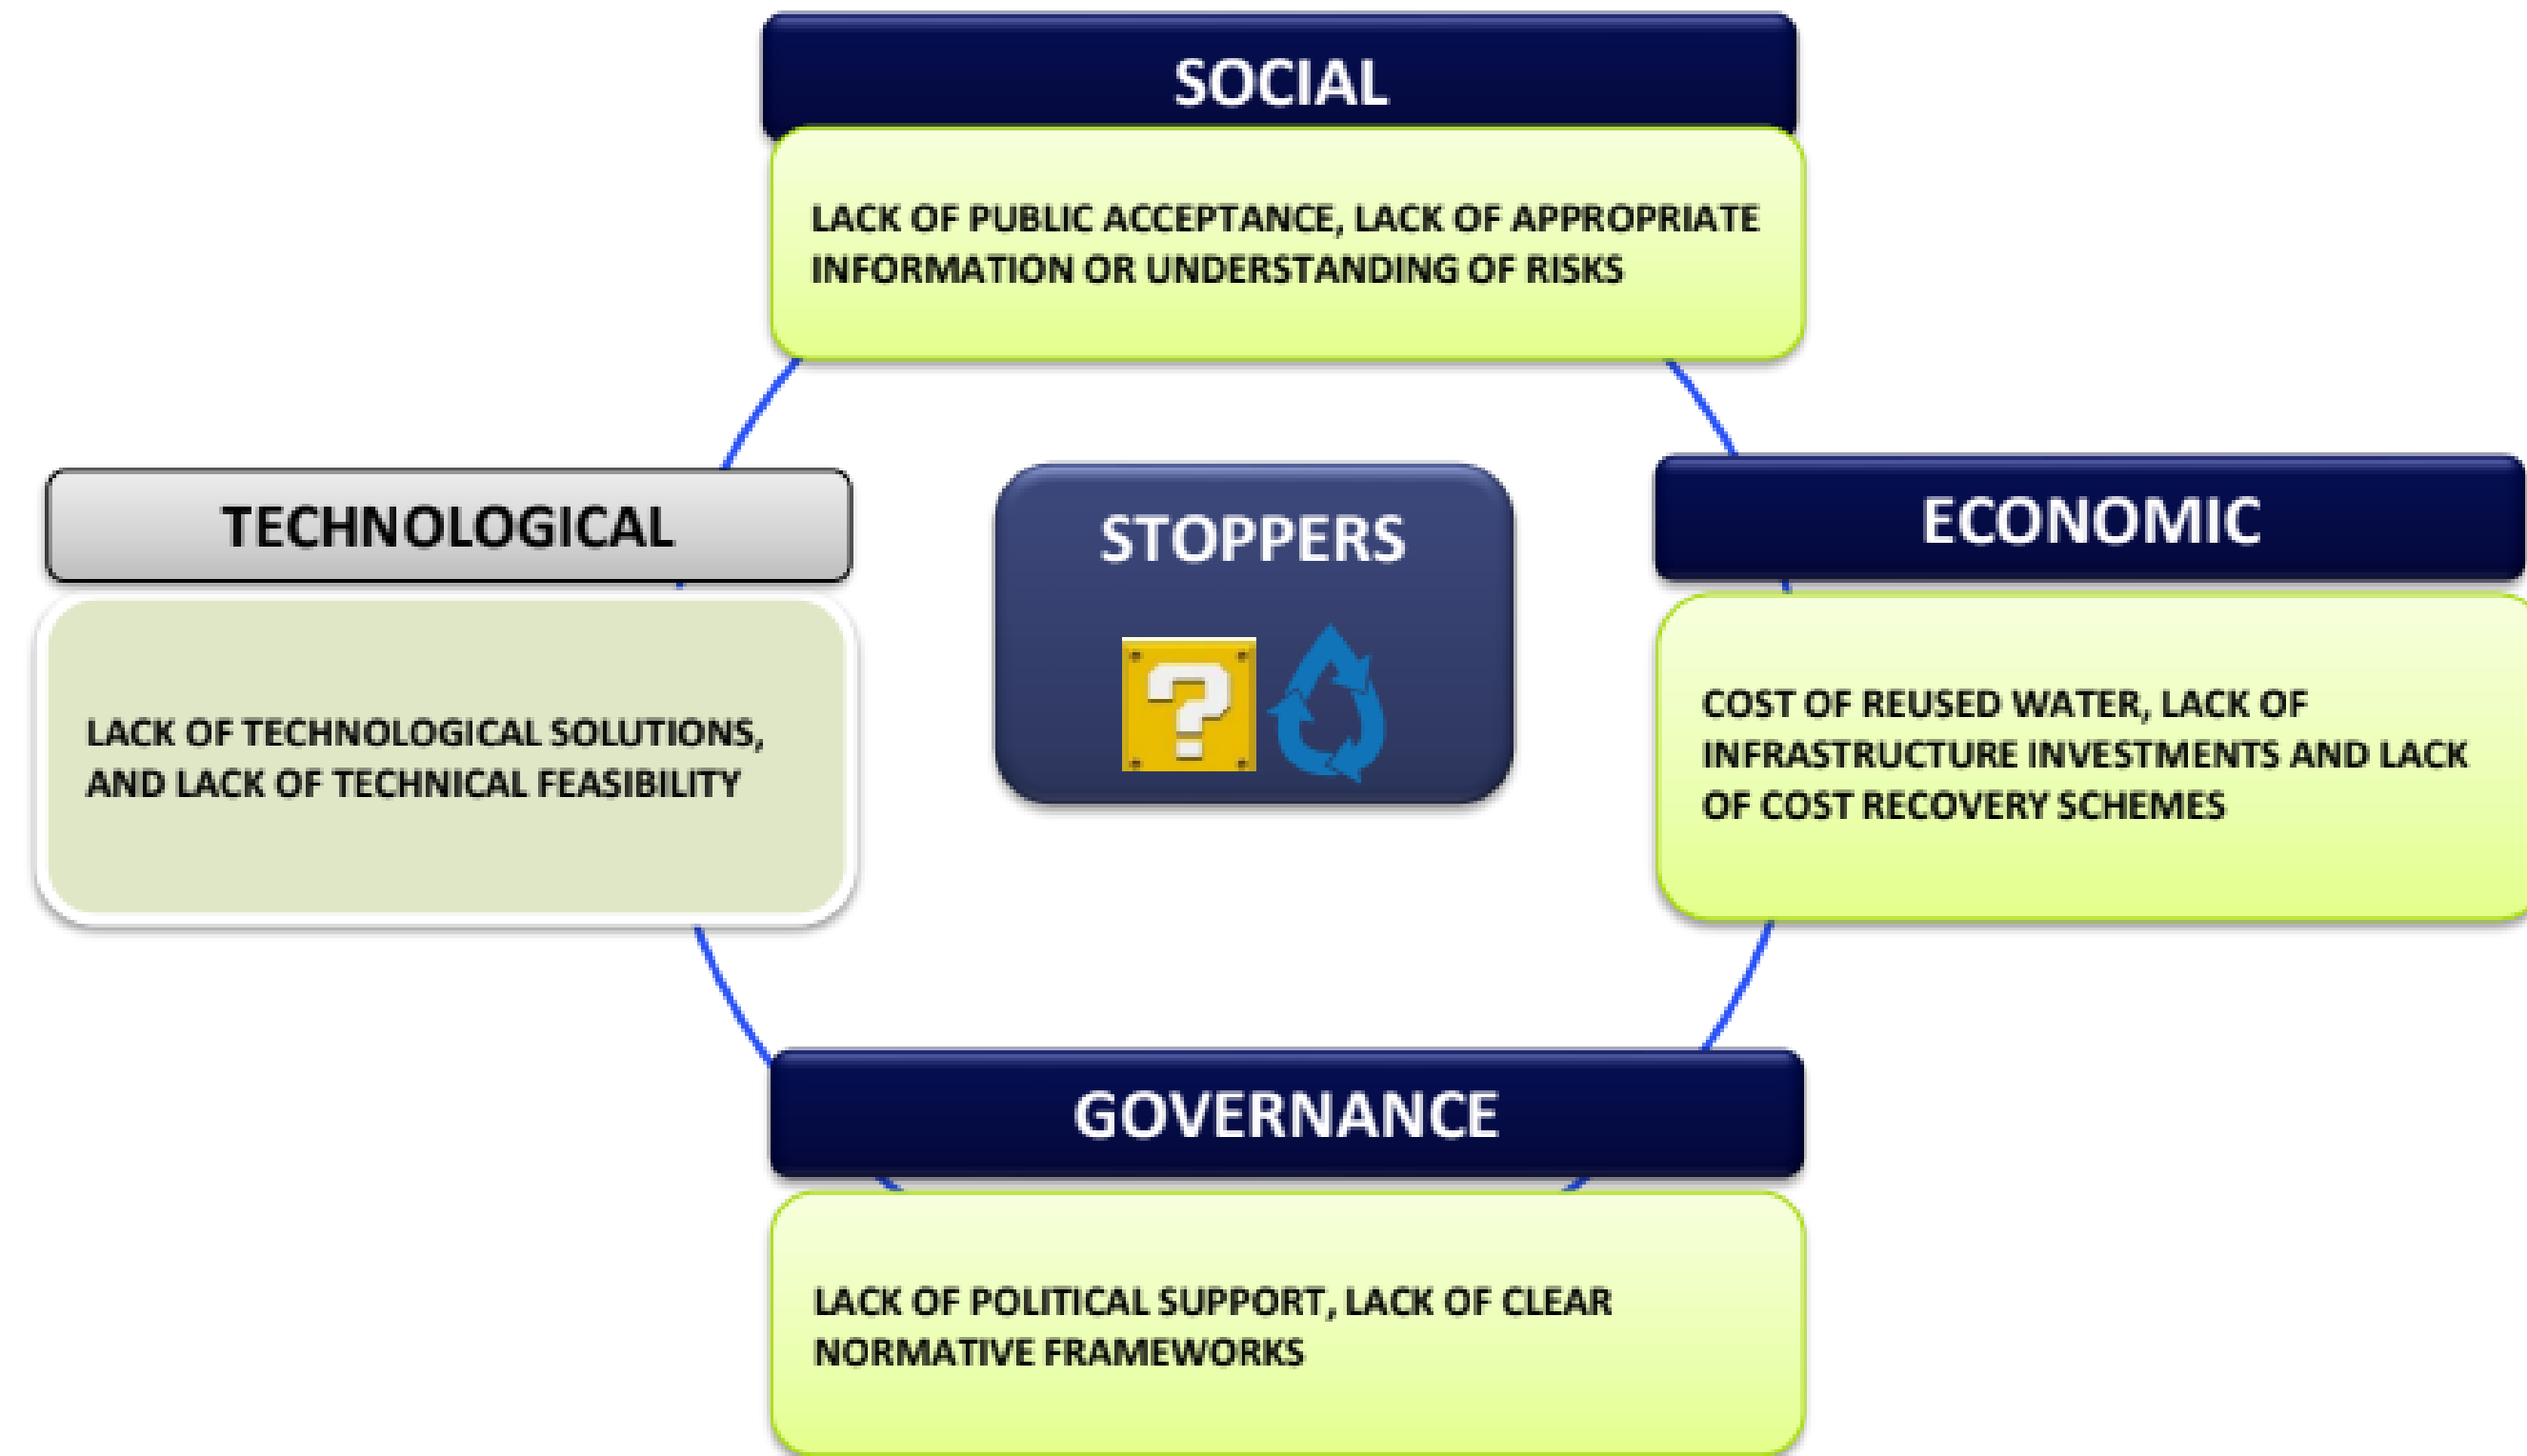 SOCIAL
LACK OF PUBLIC ACCEPTANCE, LACK OF APPROPRIATE
INFORMATION OR UNDERSTANDING OF RISKS
TECHNOLOGICAL
LACK OF TECHNOLOGICAL SOLUTIONS,
AND LACK OF TECHNICAL FEASIBILITY
STOPPERS
?
ECONOMIC
COST OF REUSED WATER, LACK OF
INFRASTRUCTURE INVESTMENTS AND LACK
OF COST RECOVERY SCHEMES
GOVERNANCE
LACK OF POLITICAL SUPPORT, LACK OF CLEAR
NORMATIVE FRAMEWORKS